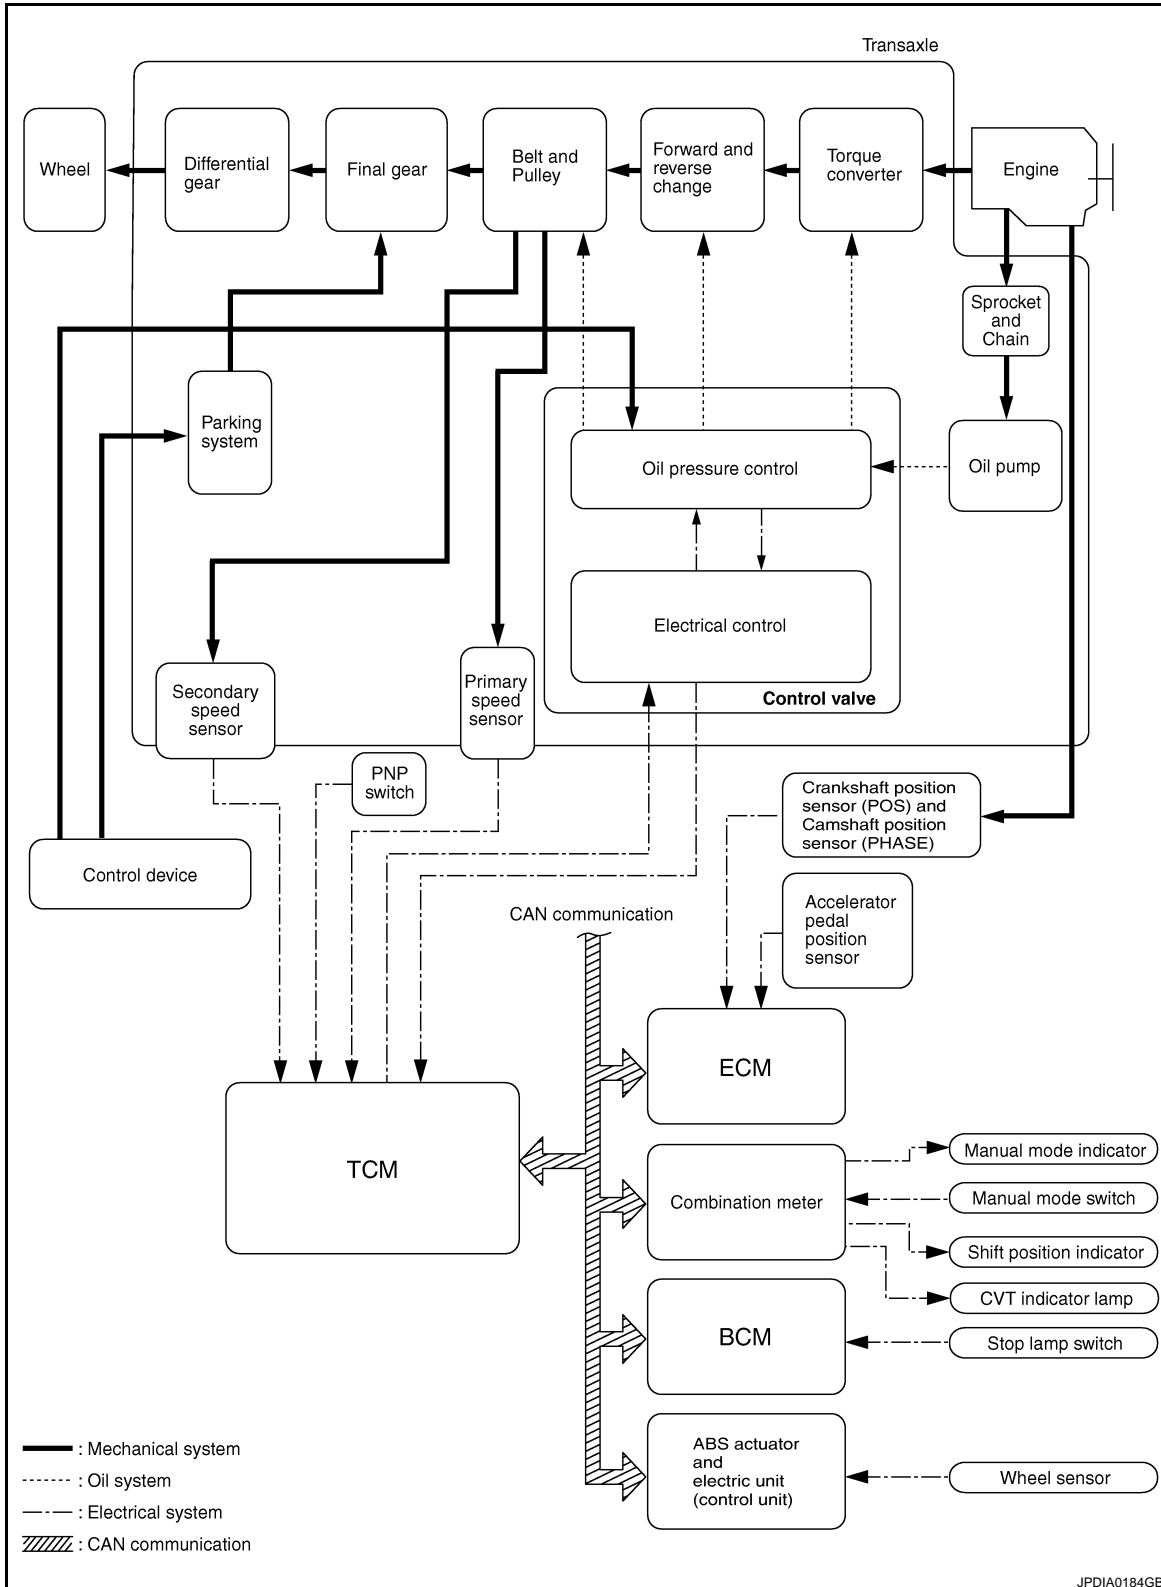 Transaxle
Wheel
Differential
gear
Final gear
Belt and
Pulley
Forward and
reverse
change
Torque
converter
Engine
Sprocket
and
Chain
Parking
system
Oil pressure control
Oil pump
Electrical control
Control valve
Secondary
speed
sensor
Primary
speed
sensor
PNP
switch
Crankshaft position
sensor (POS) and
Camshaft position
sensor (PHASE)
Control device
CAN communication
Accelerator
pedal
position
sensor
ECM
TCM
Combination meter
Manual mode indicator
Manual mode switch
Shift position indicator
CVT indicator lamp
BCM
Stop lamp switch
ABS actuator
and
electric unit
(control unit)
Wheel sensor
: Mechanical system
: Oil system
: Electrical system
: CAN communication
JPDIA0184GB